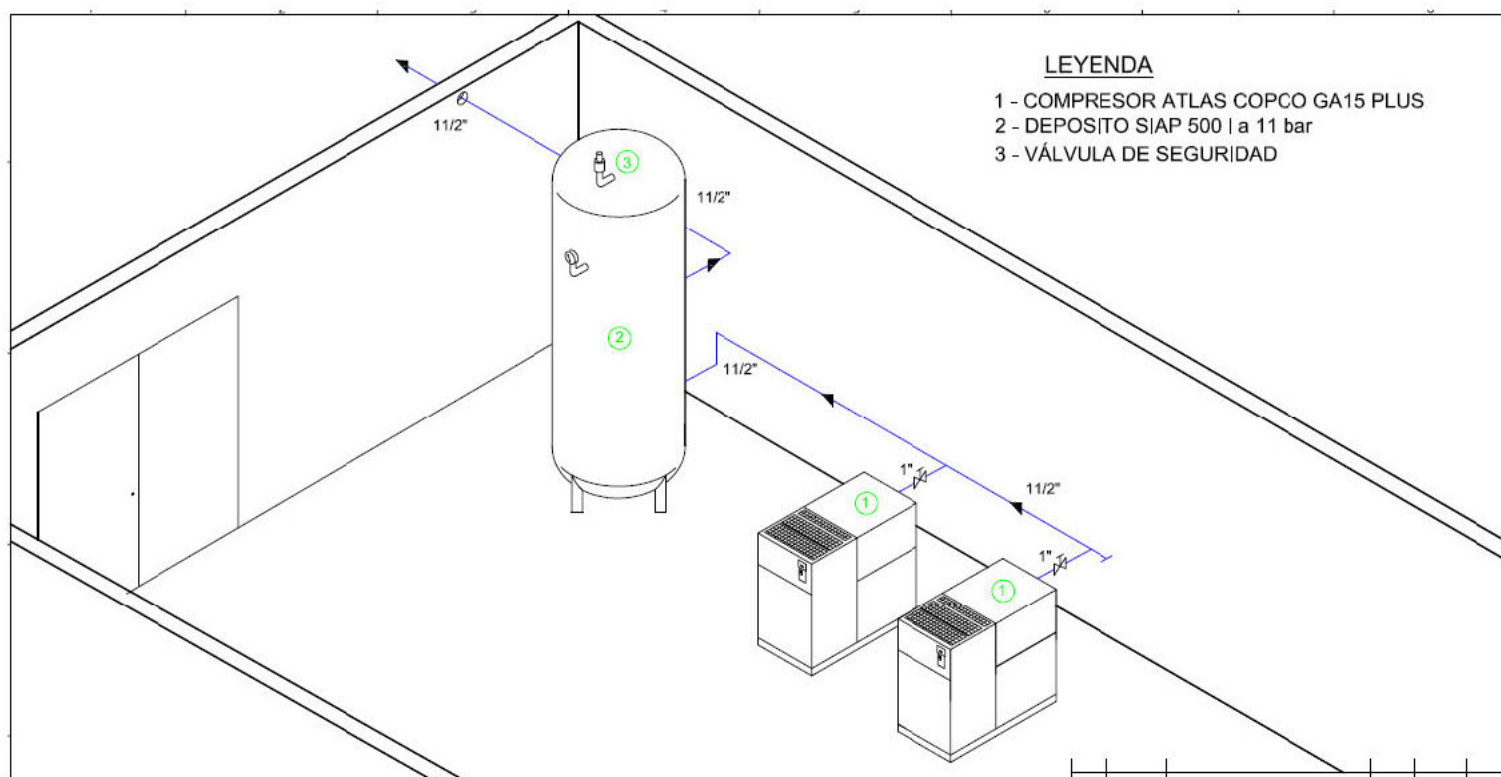 LEYENDA
1 - COMPRESOR ATLAS COPCO GA15 PLUS
2 - DEPOSITO SIAP 500 l a 11 bar
3 - VÁLVULA DE SEGURIDAD
11/2"
3
11/2"
2
11/2"
1"
1
11/2"
1"
1